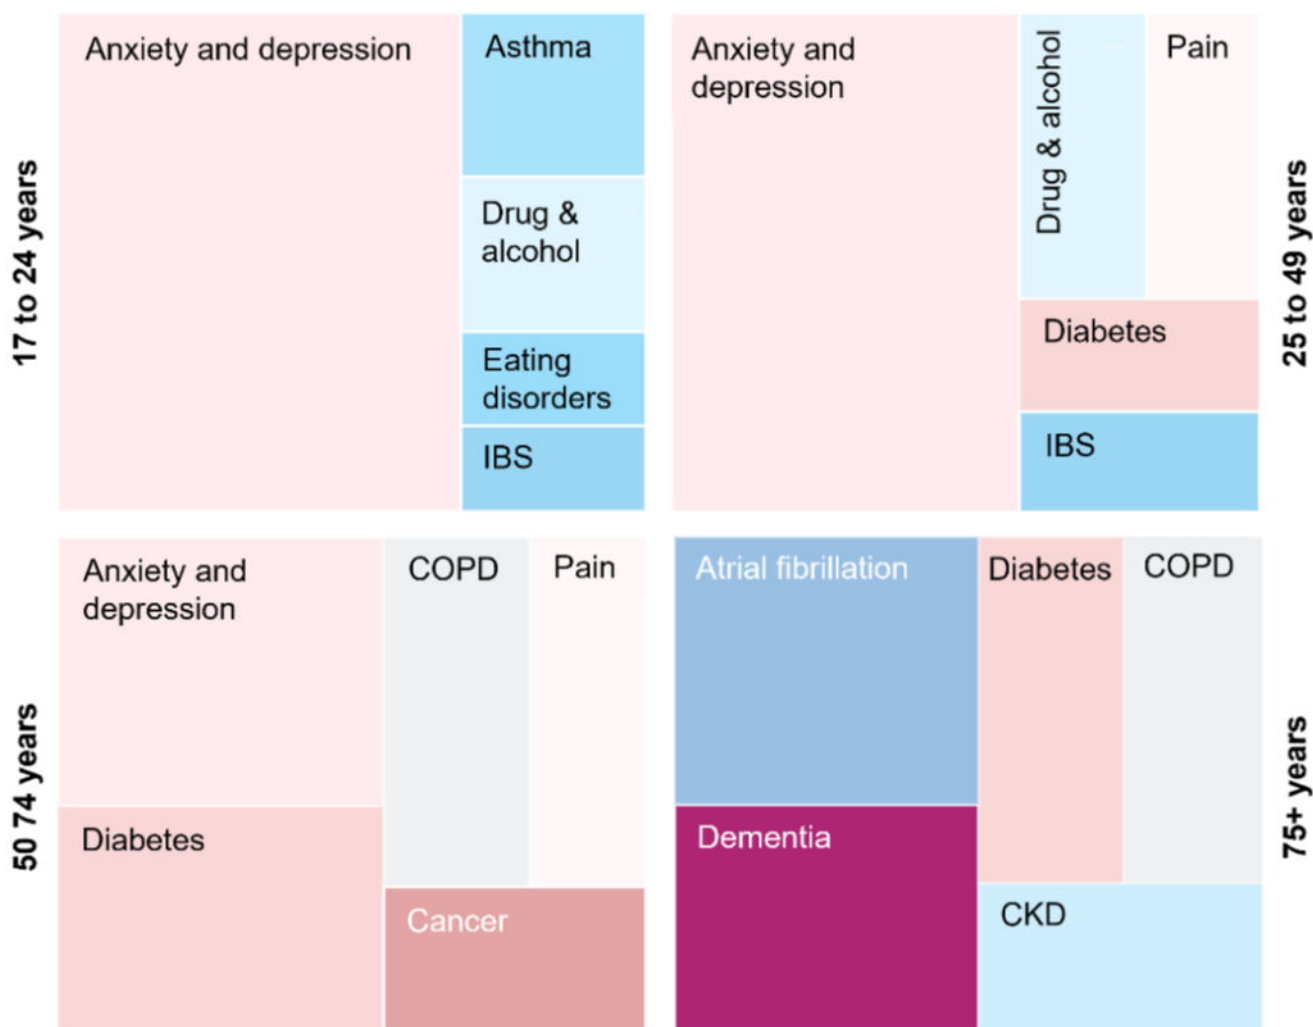 17 to 24 years
Anxiety and depression
Asthma
Drug &
alcohol
Eating
disorders
IBS
Anxiety and
depression
Drug & alcohol
Pain
Diabetes
IBS
25 to 49 years
50 74 years
Anxiety and
depression
COPD
Pain
Diabetes
Cancer
Atrial fibrillation
Diabetes
COPD
Dementia
CKD
75+ years